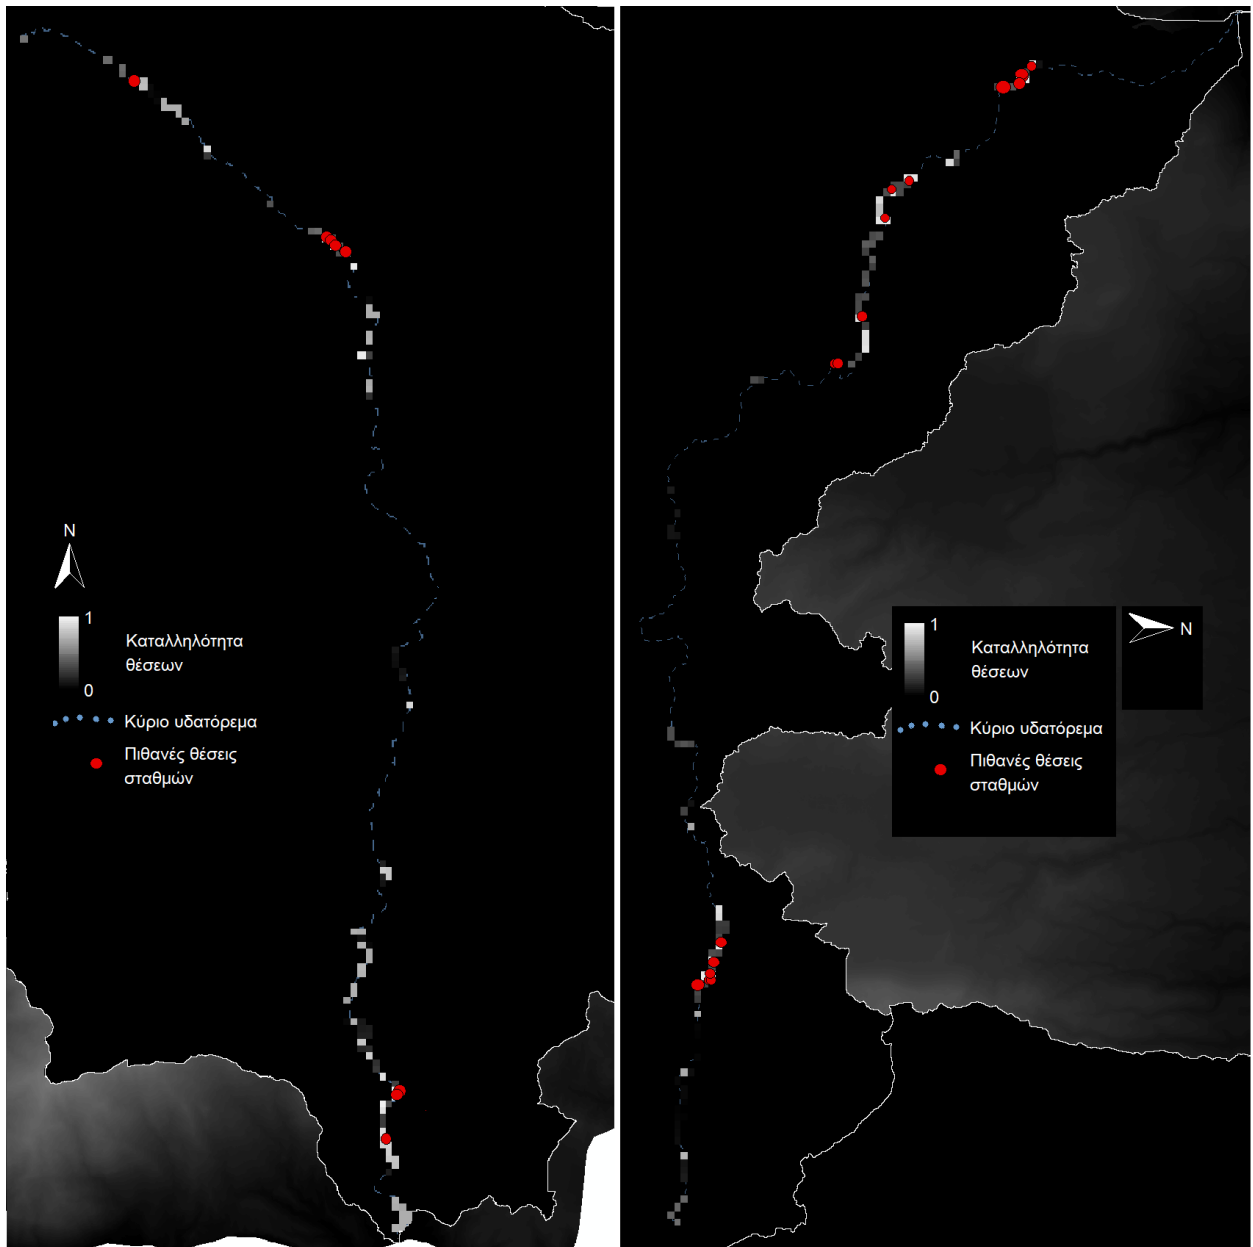 N
1
Καταλληλότητα
θέσεων
0
Κύριο υδατόρεμα
Πιθανές θέσεις
σταθμών
1
Καταλληλότητα
θέσεων
0
Κύριο υδατόρεμα
Πιθανές θέσεις
σταθμών
N